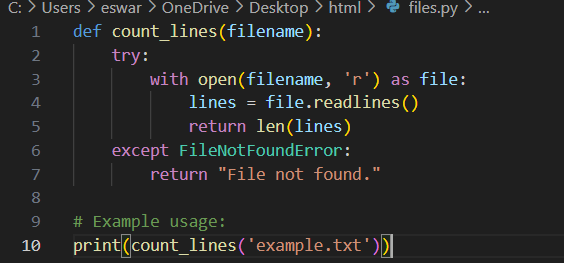 C: > Users > eswar > OneDrive > Desktop > html > files.py > ...
1 def count_lines(filename):
2     try:
3         with open(filename, 'r') as file:
4             lines = file.readlines()
5             return len(lines)
6     except FileNotFoundError:
7         return "File not found."
8
9 # Example usage:
10 print(count_lines('example.txt'))